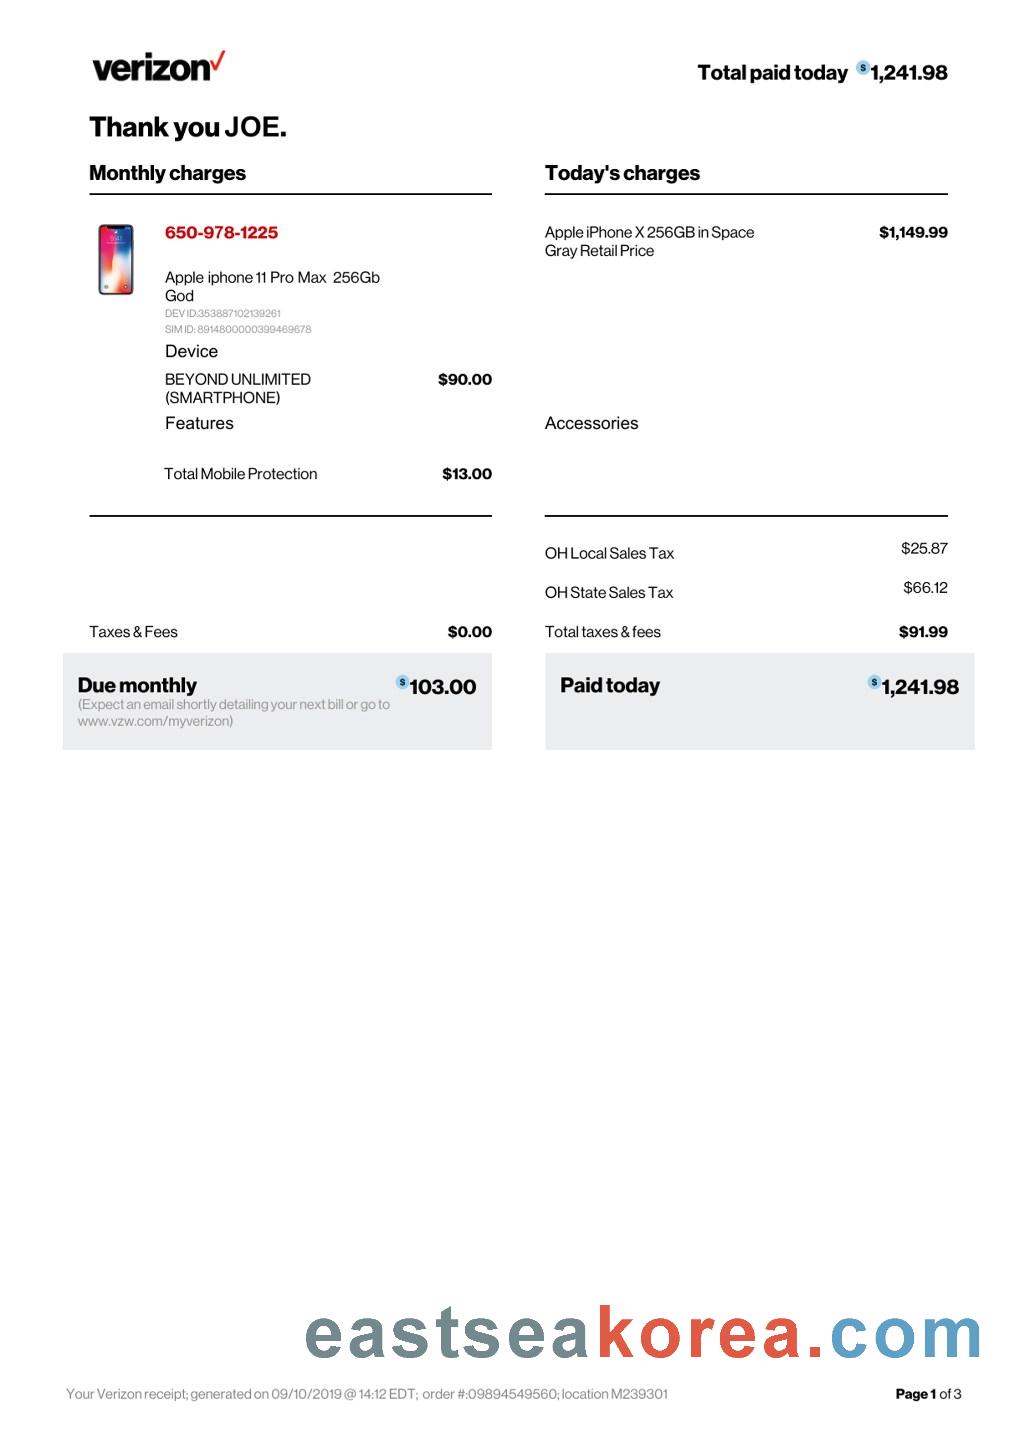 verizon✓
Total paid today $1,241.98
Thank you JOE.
Monthly charges
650-978-1225
Apple iphone 11 Pro Max 256Gb
God
DEV ID:353887102139261
SIM ID: 8914800000399469678
Device
BEYOND UNLIMITED $90.00
(SMARTPHONE)
Features
Total Mobile Protection $13.00
Taxes & Fees $0.00
Due monthly $103.00
(Expect an email shortly detailing your next bill or go to
www.vzw.com/myverizon)
Today's charges
Apple iPhone X 256GB in Space $1,149.99
Gray Retail Price
Accessories
OH Local Sales Tax $25.87
OH State Sales Tax $66.12
Total taxes & fees $91.99
Paid today $1,241.98
eastseakorea.com
Your Verizon receipt; generated on 09/10/2019 @ 14:12 EDT; order #:09894549560; location M239301
Page 1 of 3